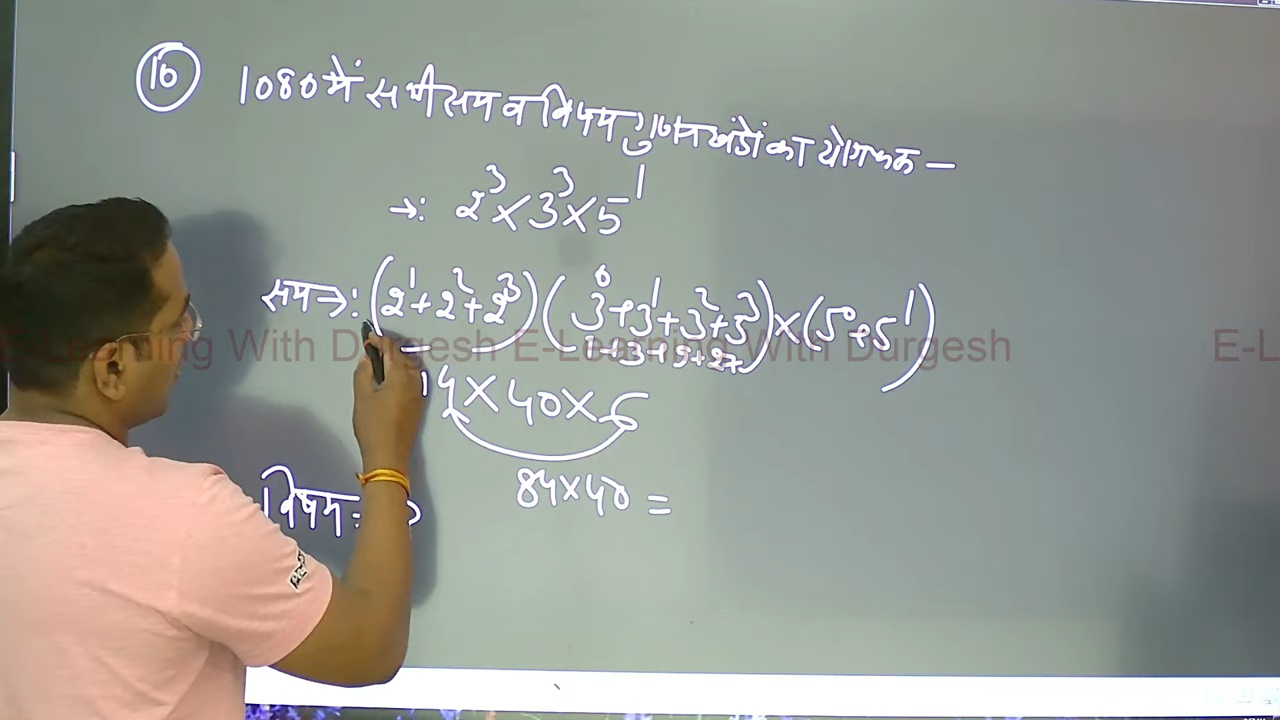 10 1080 में सभी सम व विषम गुणनखंडों का योगफल –
→: 2³ × 3³ × 5¹
सम →: (2¹ + 2² + 2³) (3⁰ + 3¹ + 3² + 3³) × (5⁰ + 5¹)
1 + 3 + 9 + 27
E-Learning With Durgesh E-Learning With Durgesh E-L
14 × 40 × 6
84 × 40 =
विषम =